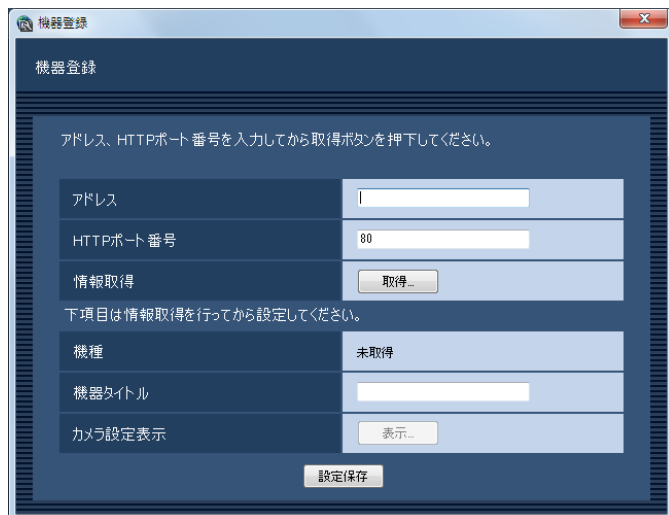 機器登録
機器登録
アドレス、HTTPポート番号を入力してから取得ボタンを押下してください。
アドレス
HTTPポート番号 80
情報取得 取得...
下項目は情報取得を行ってから設定してください。
機種 未取得
機器タイトル
カメラ設定表示 表示...
設定保存